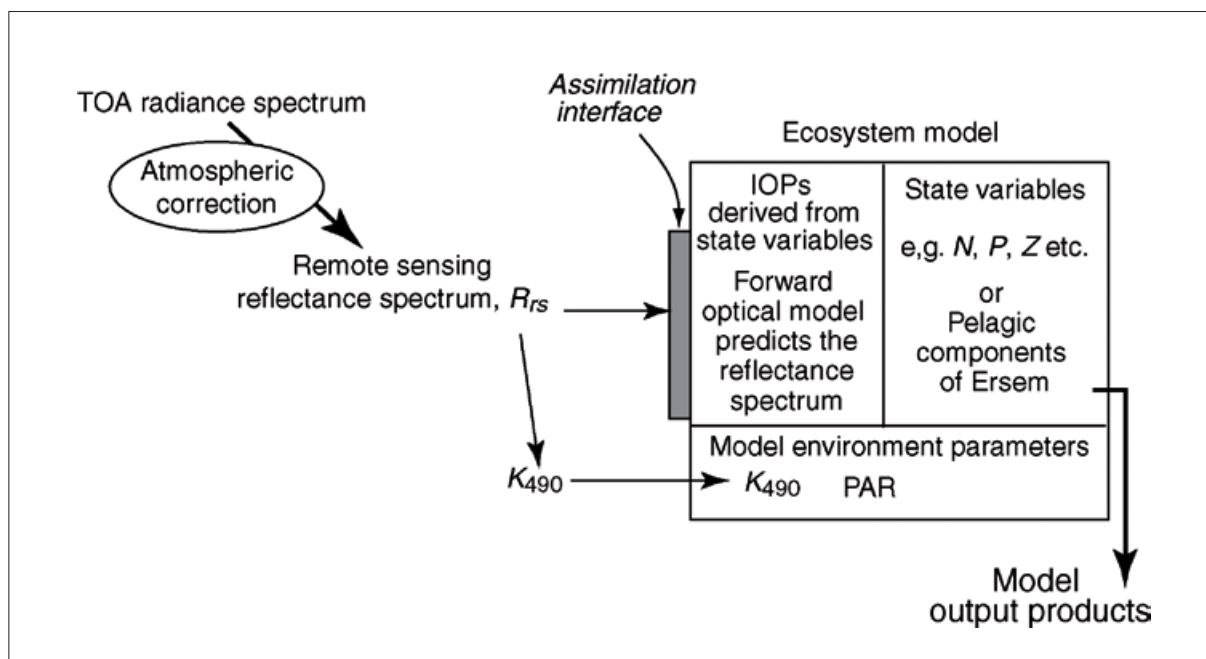 TOA radiance spectrum
Atmospheric
correction
Remote sensing
reflectance spectrum, Rrs
K490
Assimilation
interface
Ecosystem model
IOPs
derived from
state variables
Forward
optical model
predicts the
reflectance
spectrum
State variables
e,g. N, P, Z etc.
or
Pelagic
components
of Ersem
Model environment parameters
K490 PAR
Model
output products